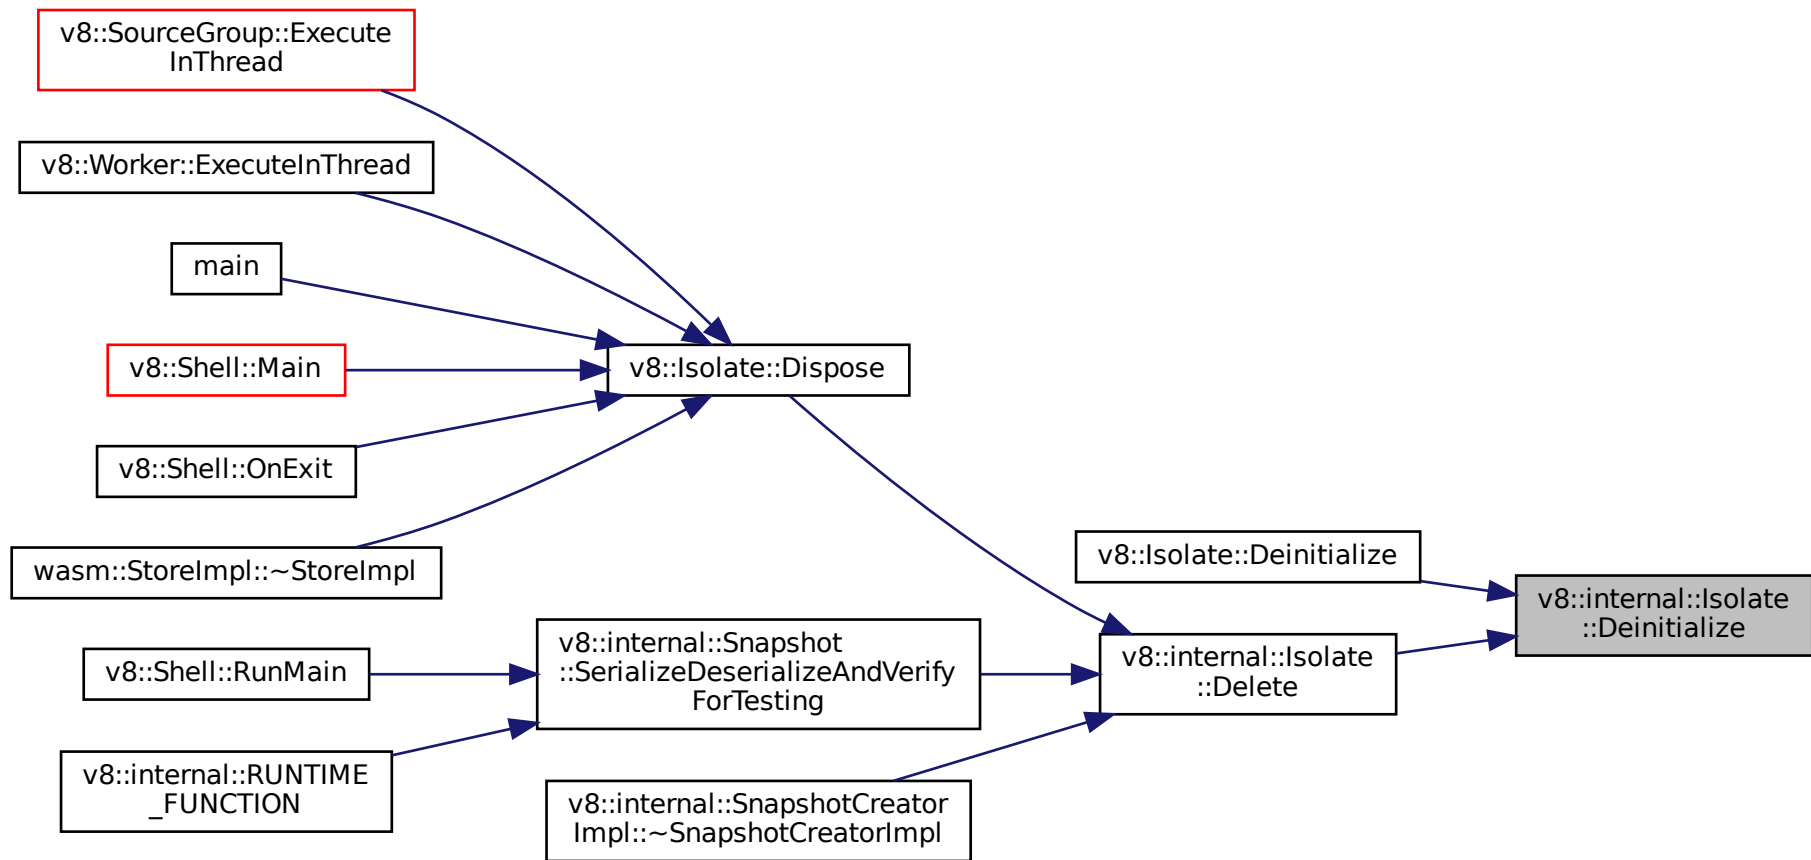 v8::SourceGroup::Execute
InThread
v8::Worker::ExecuteInThread
main
v8::Shell::Main
v8::Isolate::Dispose
v8::Shell::OnExit
wasm::StoreImpl::~StoreImpl
v8::Isolate::Deinitialize
v8::internal::Isolate
::Deinitialize
v8::internal::Snapshot
::SerializeDeserializeAndVerify
ForTesting
v8::internal::Isolate
::Delete
v8::Shell::RunMain
v8::internal::RUNTIME
_FUNCTION
v8::internal::SnapshotCreator
Impl::~SnapshotCreatorImpl